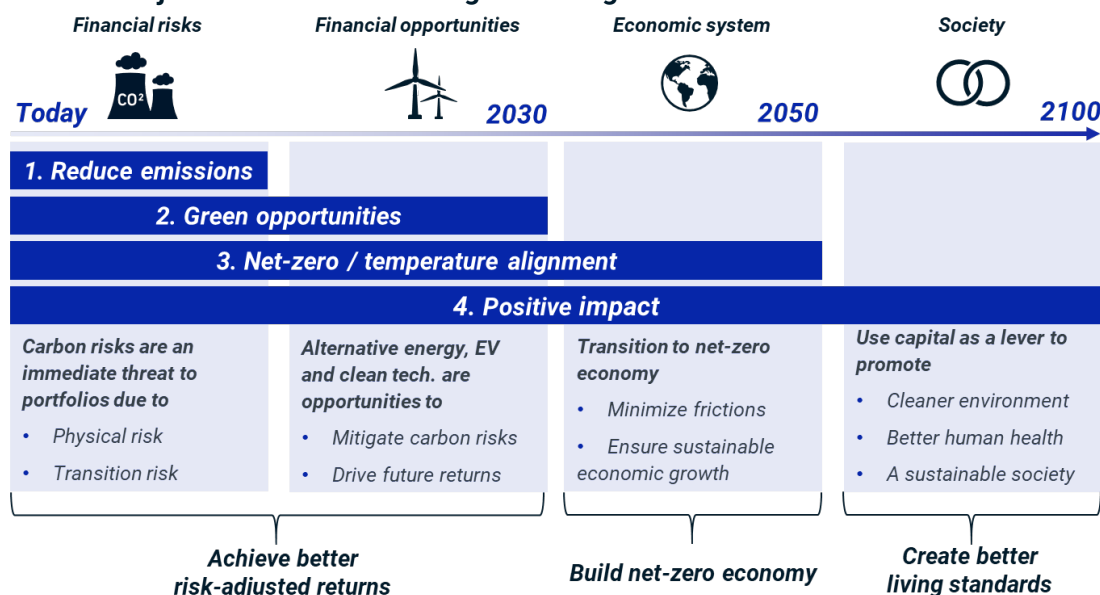 Financial risks
Financial opportunities
Economic system
Society
CO²
Today
2030
2050
2100
1. Reduce emissions
2. Green opportunities
3. Net-zero / temperature alignment
4. Positive impact
Carbon risks are an
immediate threat to
portfolios due to
• Physical risk
• Transition risk
Alternative energy, EV
and clean tech. are
opportunities to
• Mitigate carbon risks
• Drive future returns
Transition to net-zero
economy
• Minimize frictions
• Ensure sustainable
economic growth
Use capital as a lever to
promote
• Cleaner environment
• Better human health
• A sustainable society
Achieve better
risk-adjusted returns
Build net-zero economy
Create better
living standards